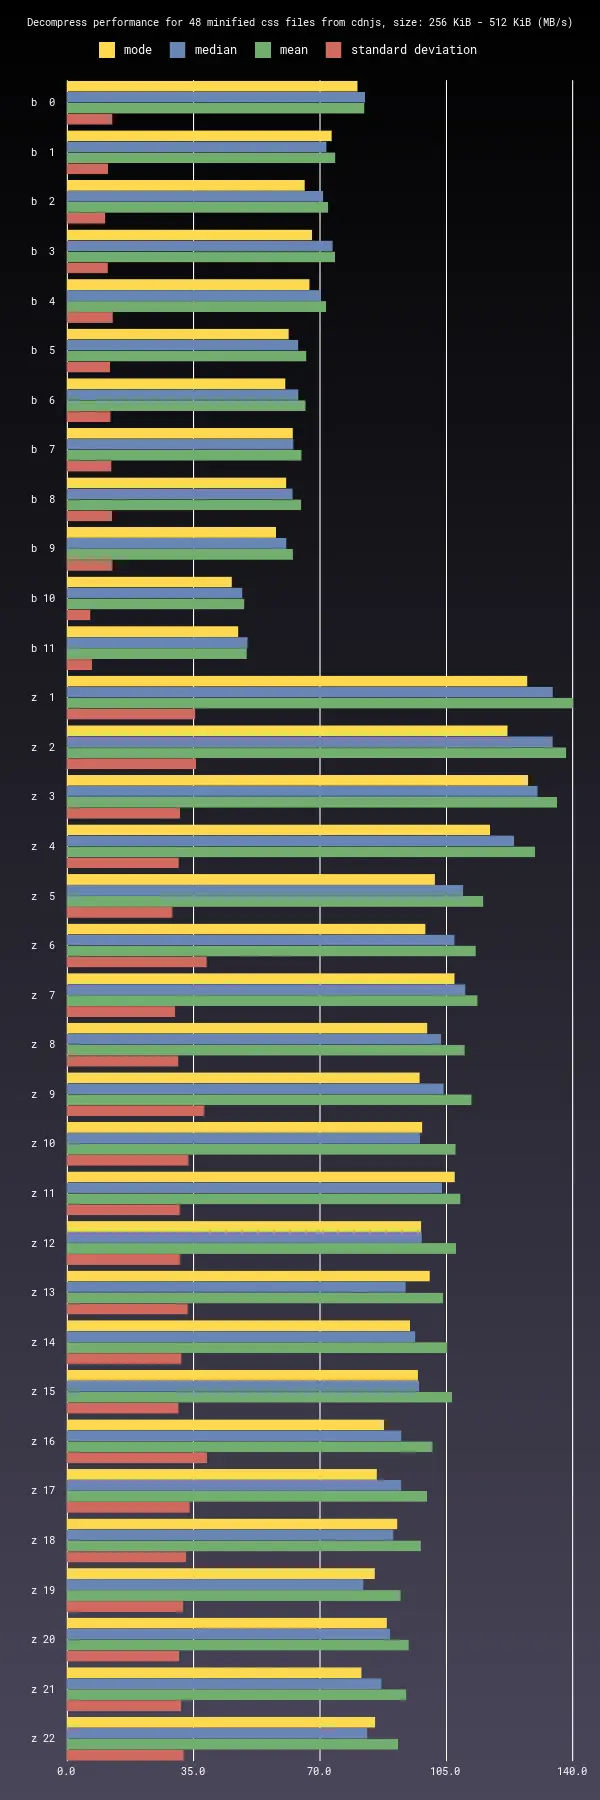 Decompress performance for 48 minified css files from cdnjs, size: 256 KiB - 512 KiB (MB/s)
mode median mean standard deviation
b 0
b 1
b 2
b 3
b 4
b 5
b 6
b 7
b 8
b 9
b 10
b 11
z 1
z 2
z 3
z 4
z 5
z 6
z 7
z 8
z 9
z 10
z 11
z 12
z 13
z 14
z 15
z 16
z 17
z 18
z 19
z 20
z 21
z 22
0.0 35.0 70.0 105.0 140.0